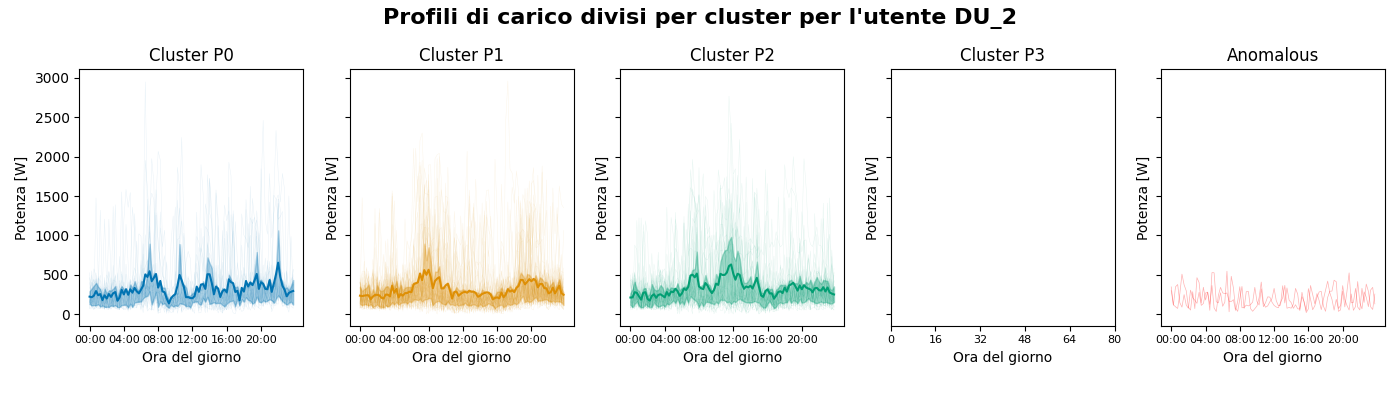 Profili di carico divisi per cluster per l'utente DU_2
Cluster P0
Cluster P1
Cluster P2
Cluster P3
Anomalous
Potenza [W]
3000
2500
2000
1500
1000
500
0
00:00 04:00 08:00 12:00 16:00 20:00
Ora del giorno
Potenza [W]
00:00 04:00 08:00 12:00 16:00 20:00
Ora del giorno
Potenza [W]
00:00 04:00 08:00 12:00 16:00 20:00
Ora del giorno
Potenza [W]
0 16 32 48 64 80
Ora del giorno
Potenza [W]
00:00 04:00 08:00 12:00 16:00 20:00
Ora del giorno